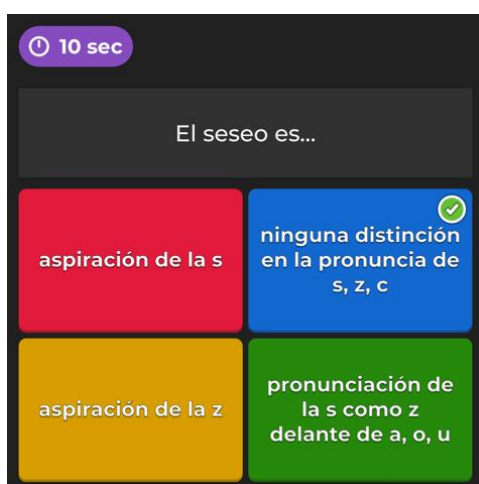 10 sec
El seseo es...
aspiración de la s
ninguna distinción
en la pronuncia de
s, z, c
aspiración de la z
pronunciación de
la s como z
delante de a, o, u